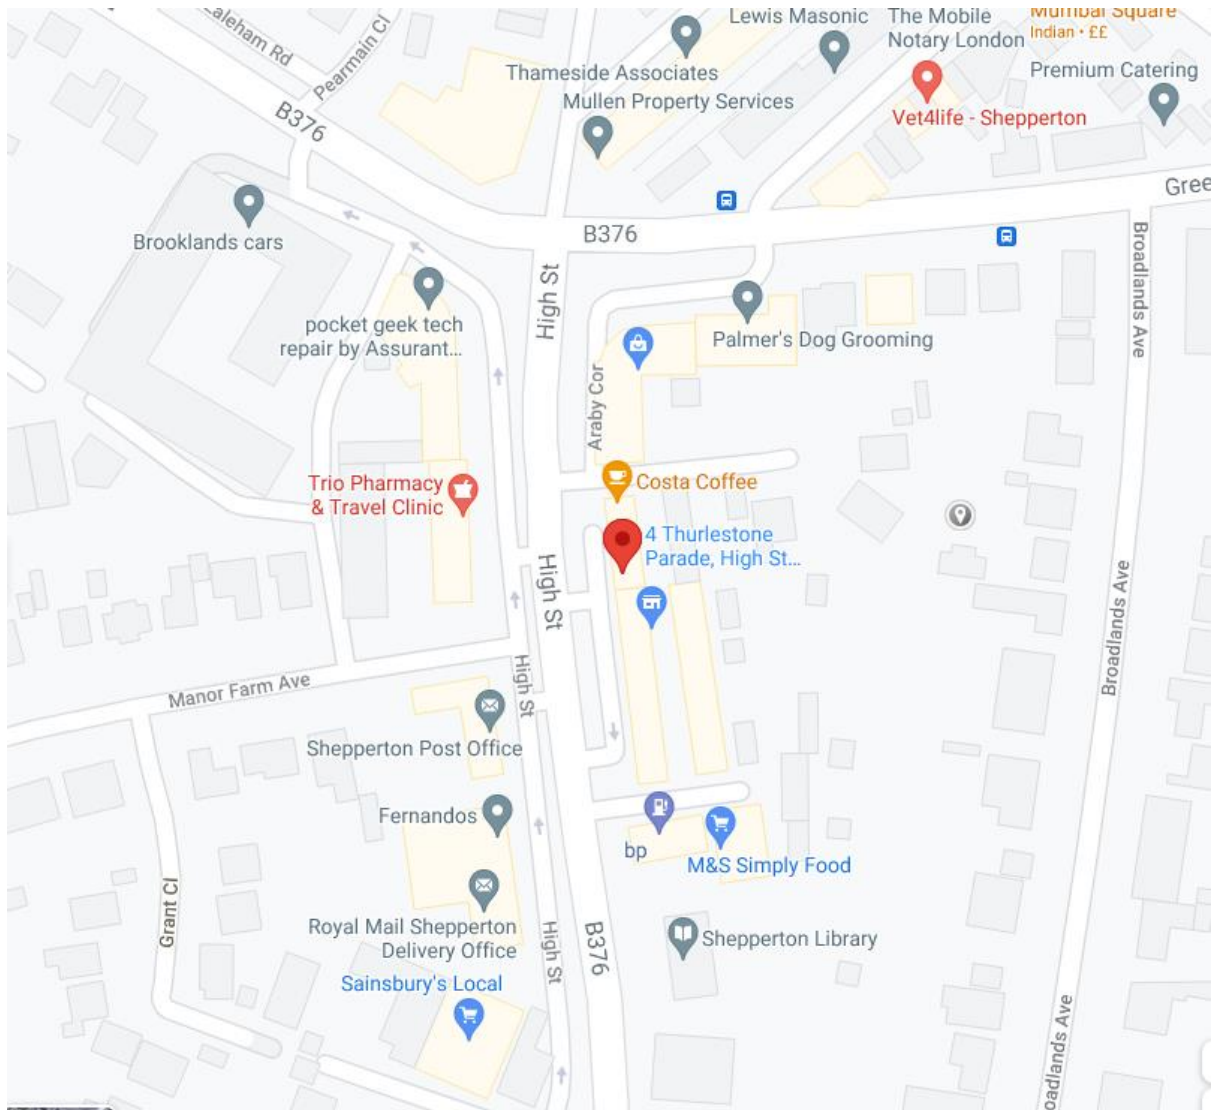 Laleham Rd
Pearmain Cl
Lewis Masonic
The Mobile
Notary London
Mumbai Square
Indian · ££
Thameside Associates
Mullen Property Services
Premium Catering
B376
Vet4life - Shepperton
Brooklands cars
B376
Gree
High St
Broadlands Ave
pocket geek tech
repair by Assurant...
Palmer's Dog Grooming
Araby Cor
Trio Pharmacy
& Travel Clinic
Costa Coffee
4 Thurlestone
Parade, High St...
High St
Broadlands Ave
Manor Farm Ave
High St
Shepperton Post Office
Fernandos
bp
M&S Simply Food
Grant Cl
Royal Mail Shepperton
Delivery Office
High St
B376
Shepperton Library
Sainsbury's Local
oadlands Ave